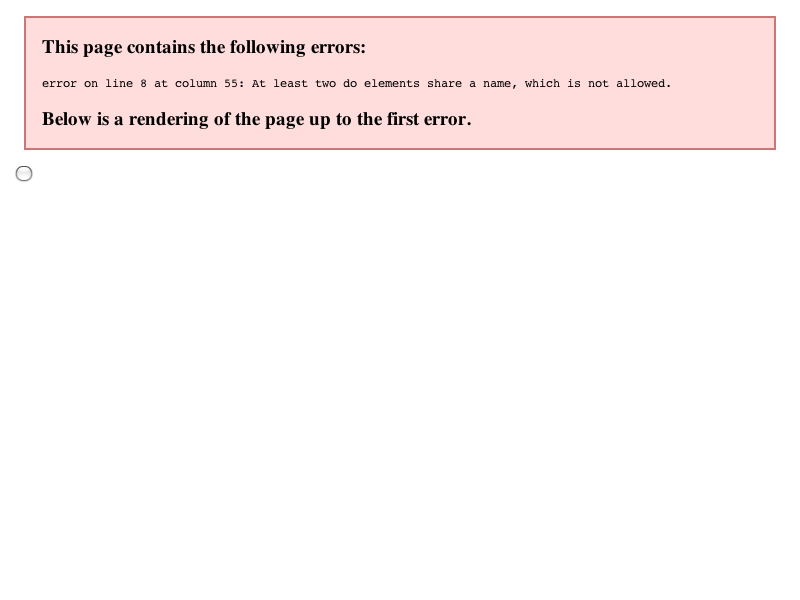 This page contains the following errors:
error on line 8 at column 55: At least two do elements share a name, which is not allowed.
Below is a rendering of the page up to the first error.